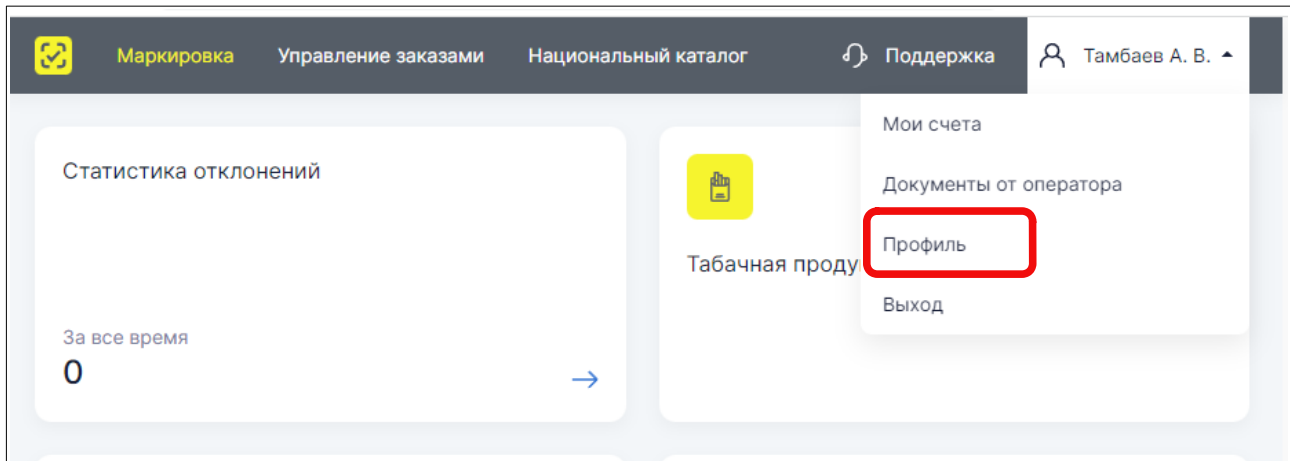 Маркировка Управление заказами Национальный каталог Поддержка Тамбаев А. В.
Мои счета
Документы от оператора
Профиль
Выход
Статистика отклонений
За все время
0
Табачная